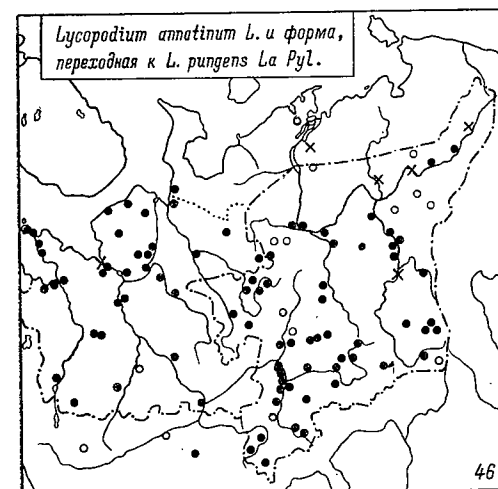 Lycopodium annotinum L. и форма,
переходная к L. pungens La Pyl.
46